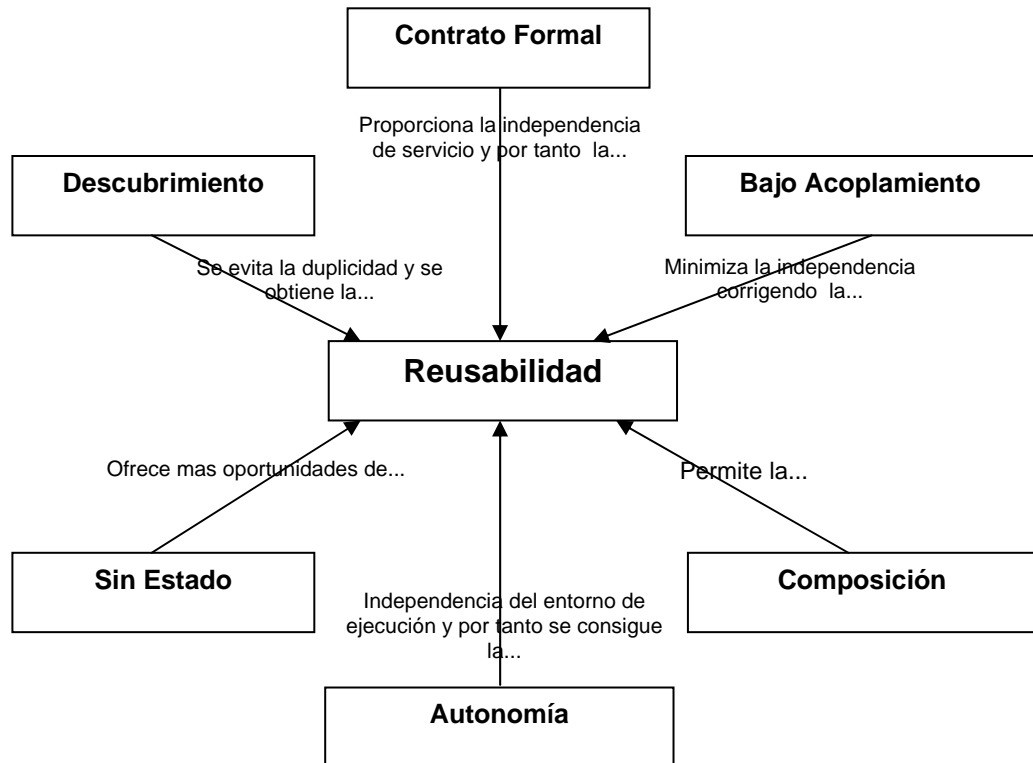 Contrato Formal
Proporciona la independencia
de servicio y por tanto la...
Descubrimiento
Bajo Acoplamiento
Se evita la duplicidad y se
obtiene la...
Minimiza la independencia
corrigendo la...
Reusabilidad
Ofrece mas oportunidades de...
Permite la...
Sin Estado
Composición
Independencia del entorno de
ejecución y por tanto se consigue
la...
Autonomía